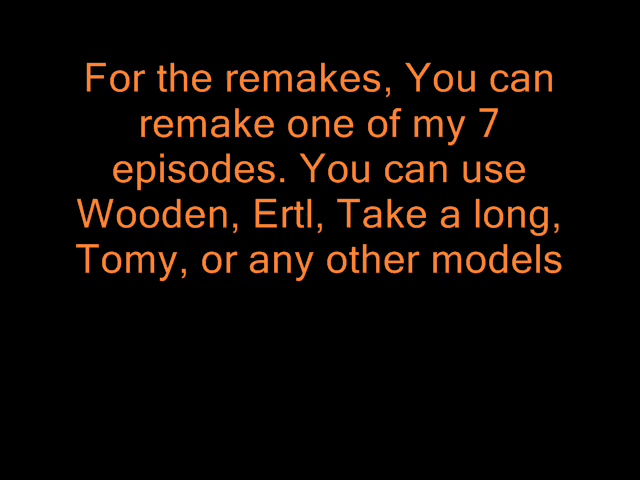 For the remakes, You can
remake one of my 7
episodes. You can use
Wooden, Ertl, Take a long,
Tomy, or any other models